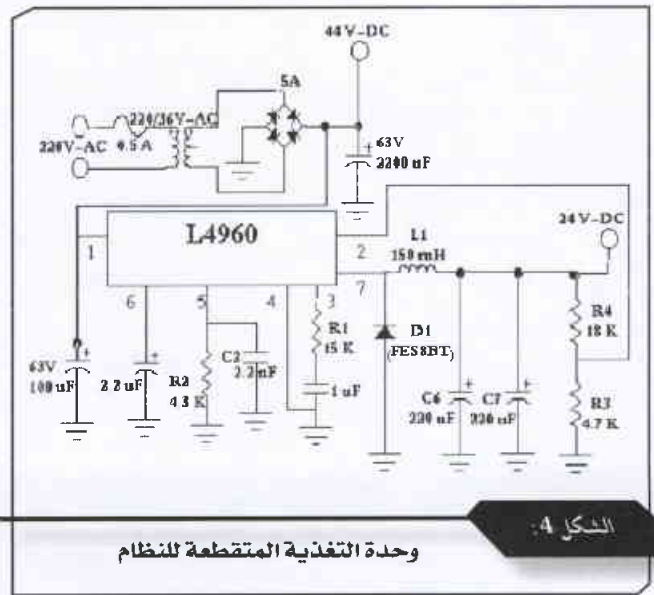 44V-DC
5A
220/36V-AC
220V-AC
0.5 A
63V
2200 uF
24V-DC
L4960
L1
150 mH
1
2
7
6
5
4
3
R1
15 K
R4
18 K
D1
(FES8BT)
63V
100 uF
2.2 uF
R2
4.3 K
C2
2.2 nF
1 uF
C6
220 uF
C7
220 uF
R3
4.7 K
الشكل 4:
وحدة التغذية المتقطعة للنظام